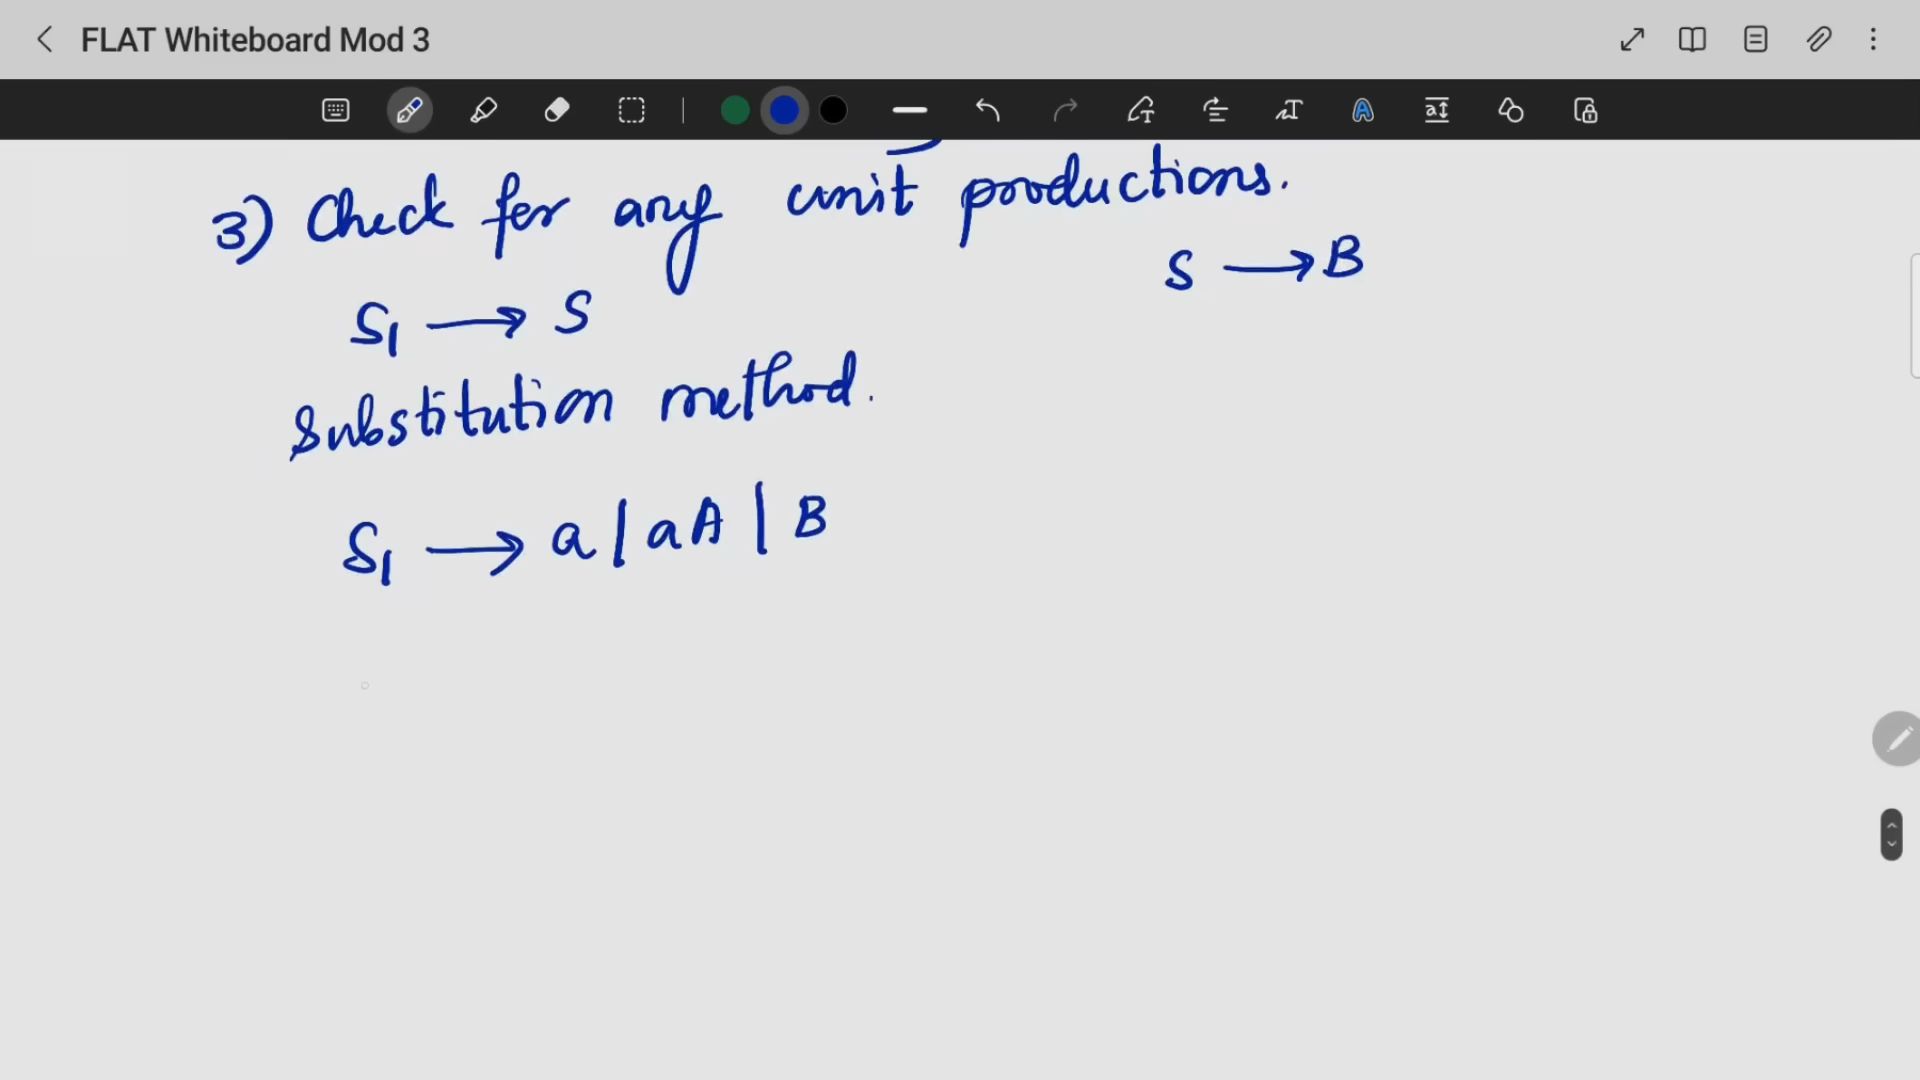 FLAT Whiteboard Mod 3
3) Check for any unit productions.
S → B
S₁ → S
Substitution method.
S₁ → a | aA | B